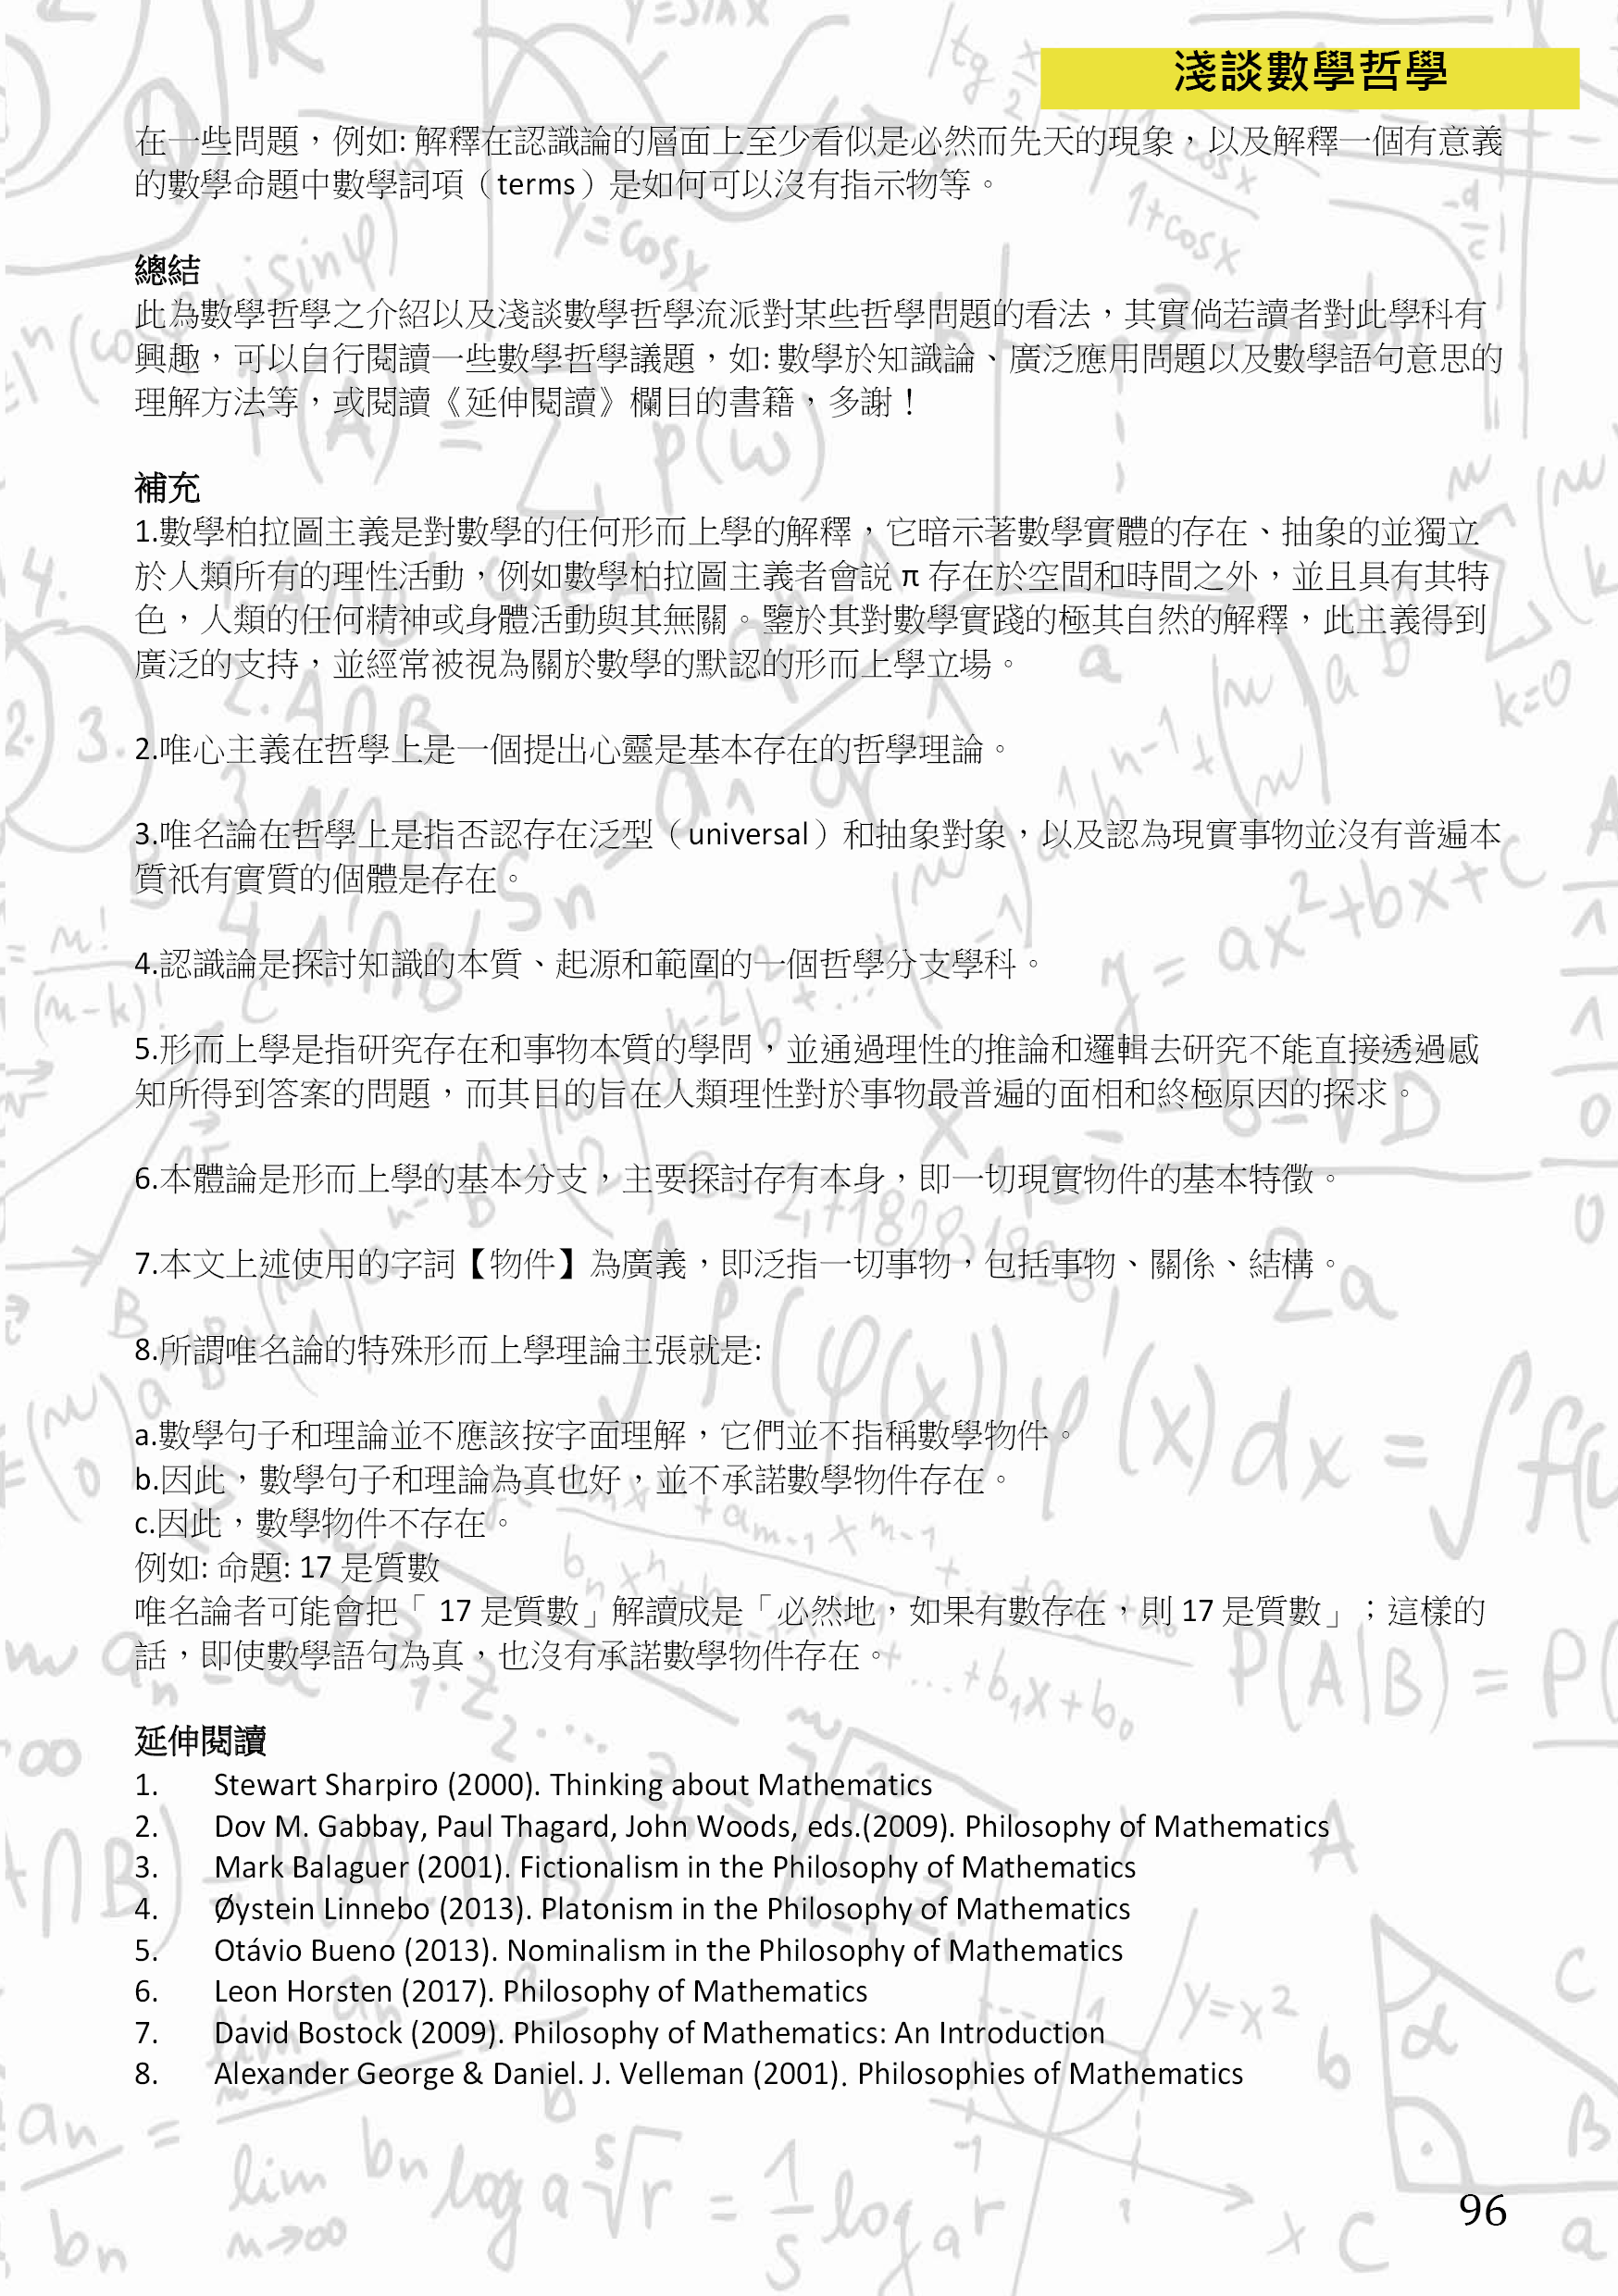 淺談數學哲學
在一些問題，例如: 解釋在認識論的層面上至少看似是必然而先天的現象，以及解釋一個有意義
的數學命題中數學詞項（terms）是如何可以沒有指示物等。
總結
此為數學哲學之介紹以及淺談數學哲學流派對某些哲學問題的看法，其實倘若讀者對此學科有
興趣，可以自行閱讀一些數學哲學議題，如: 數學於知識論、廣泛應用問題以及數學語句意思的
理解方法等，或閱讀《延伸閱讀》欄目的書籍，多謝！
補充
1.數學柏拉圖主義是對數學的任何形而上學的解釋，它暗示著數學實體的存在、抽象的並獨立
於人類所有的理性活動，例如數學柏拉圖主義者會説 π 存在於空間和時間之外，並且具有其特
色，人類的任何精神或身體活動與其無關。鑒於其對數學實踐的極其自然的解釋，此主義得到
廣泛的支持，並經常被視為關於數學的默認的形而上學立場。
2.唯心主義在哲學上是一個提出心靈是基本存在的哲學理論。
3.唯名論在哲學上是指否認存在泛型（universal）和抽象對象，以及認為現實事物並沒有普遍本
質祇有實質的個體是存在。
4.認識論是探討知識的本質、起源和範圍的一個哲學分支學科。
5.形而上學是指研究存在和事物本質的學問，並通過理性的推論和邏輯去研究不能直接透過感
知所得到答案的問題，而其目的旨在人類理性對於事物最普遍的面相和終極原因的探求。
6.本體論是形而上學的基本分支，主要探討存有本身，即一切現實物件的基本特徵。
7.本文上述使用的字詞【物件】為廣義，即泛指一切事物，包括事物、關係、結構。
8.所謂唯名論的特殊形而上學理論主張就是:
a.數學句子和理論並不應該按字面理解，它們並不指稱數學物件。
b.因此，數學句子和理論為真也好，並不承諾數學物件存在。
c.因此，數學物件不存在。
例如: 命題: 17 是質數
唯名論者可能會把「 17 是質數」解讀成是「必然地，如果有數存在，則 17 是質數」；這樣的
話，即使數學語句為真，也沒有承諾數學物件存在。
延伸閱讀
1. Stewart Sharpiro (2000). Thinking about Mathematics
2. Dov M. Gabbay, Paul Thagard, John Woods, eds.(2009). Philosophy of Mathematics
3. Mark Balaguer (2001). Fictionalism in the Philosophy of Mathematics
4. Øystein Linnebo (2013). Platonism in the Philosophy of Mathematics
5. Otávio Bueno (2013). Nominalism in the Philosophy of Mathematics
6. Leon Horsten (2017). Philosophy of Mathematics
7. David Bostock (2009). Philosophy of Mathematics: An Introduction
8. Alexander George & Daniel. J. Velleman (2001). Philosophies of Mathematics
96